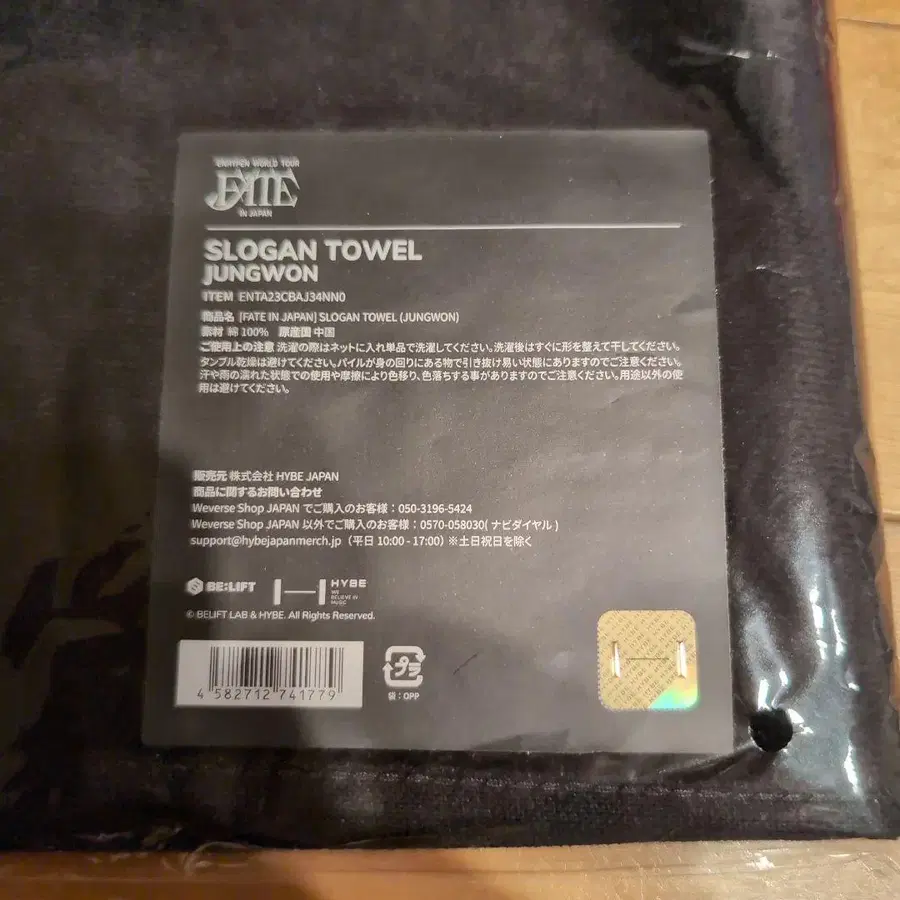 ENHYPEN WORLD TOUR
FATE
IN JAPAN
SLOGAN TOWEL
JUNGWON
ITEM ENTA23CBAJ34NN0
商品名 [FATE IN JAPAN] SLOGAN TOWEL (JUNGWON)
素材 綿 100% 原産国 中国
ご使用上の注意 洗濯の際はネットに入れ単品で洗濯してください。洗濯後はすぐに形を整えて干してください。
タンブル乾燥は避けてください。パイルが身の回りにある物で引き抜け易い状態にありますのでご注意ください。
汗や雨の濡れた状態での使用や摩擦により色移り、色落ちする事がありますのでご注意ください。用途以外の使
用は避けてください。
販売元 株式会社 HYBE JAPAN
商品に関するお問い合わせ
Weverse Shop JAPAN でご購入のお客様：050-3196-5424
Weverse Shop JAPAN 以外でご購入のお客様：0570-058030( ナビダイヤル )
support@hybejapanmerch.jp（平日 10:00 - 17:00）※土日祝日を除く
BE:LIFT HYBE
WE
BELIEVE IN
MUSIC
© BELIFT LAB & HYBE. All Rights Reserved.
4 582712 741779
プラ
袋：OPP